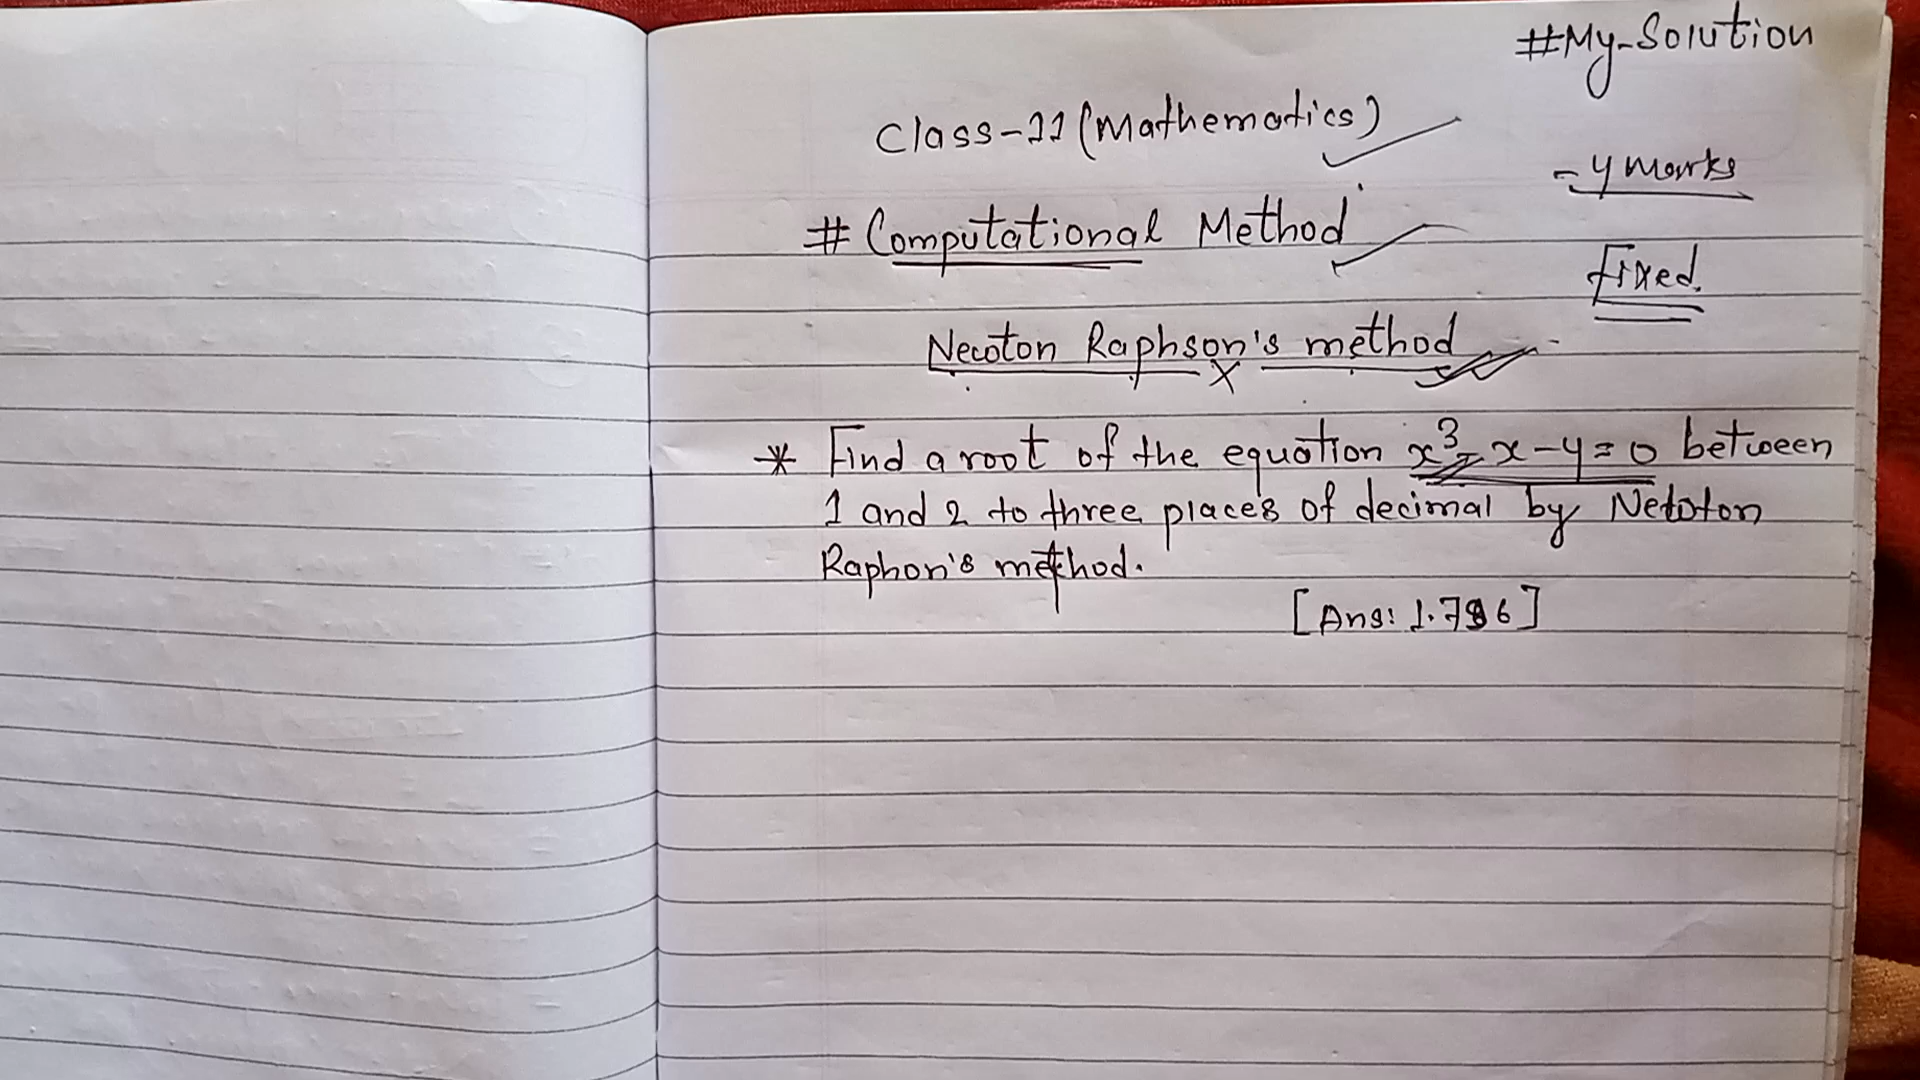 #My-Solution
Class-11 (Mathematics)
- 4 marks
# Computational Method
Fixed.
Newton Raphson's method
* Find a root of the equation x³-x-4=0 between
1 and 2 to three places of decimal by Newton
Raphon's method.
[Ans: 1.796]